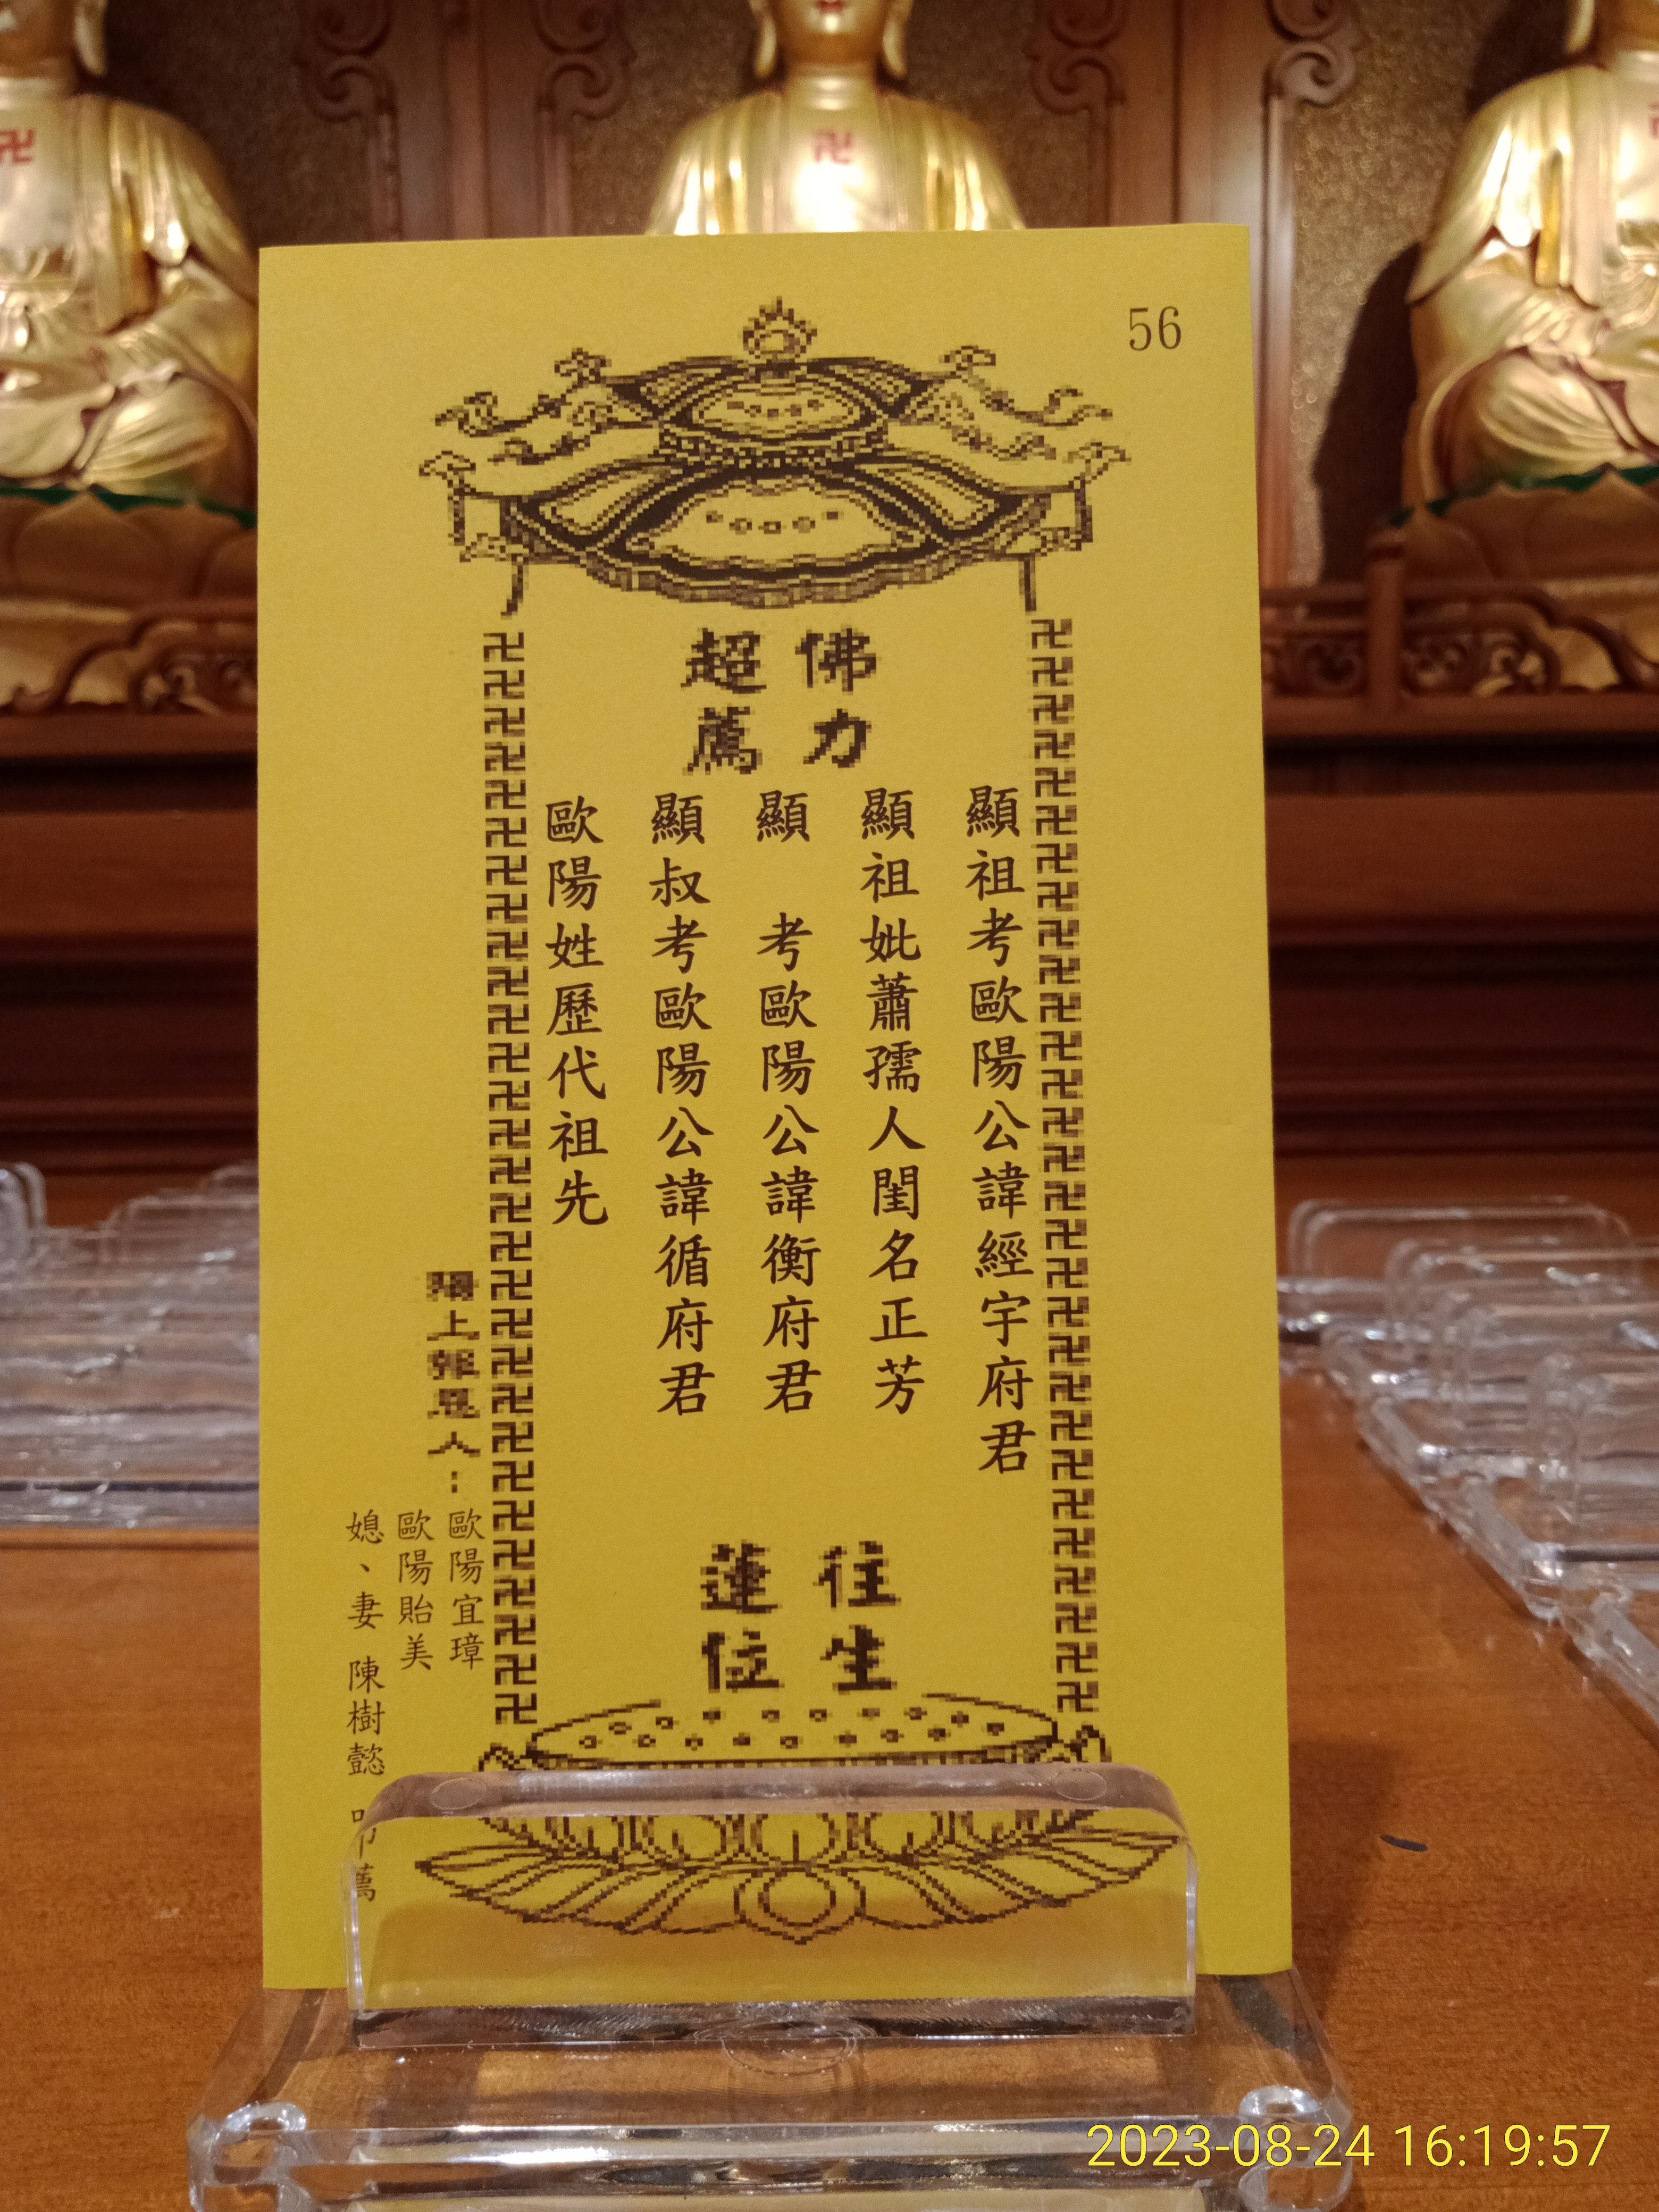 56
佛力
超薦
顯祖考歐陽公諱經宇府君
顯祖妣蕭孺人閨名正芳
顯　考歐陽公諱衡府君
顯叔考歐陽公諱循府君
歐陽姓歷代祖先
往生
蓮位
陽上報恩人：
歐陽宜璋
歐陽貽美
媳、妻 陳樹懿 叩薦
2023-08-24 16:19:57